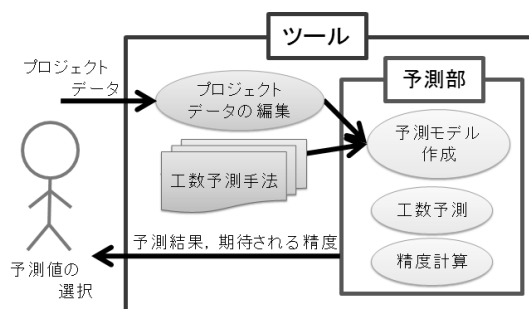 ツール
プロジェクト
データ
プロジェクト
データの編集
予測部
予測モデル
作成
工数予測手法
工数予測
予測結果，期待される精度
精度計算
予測値の
選択